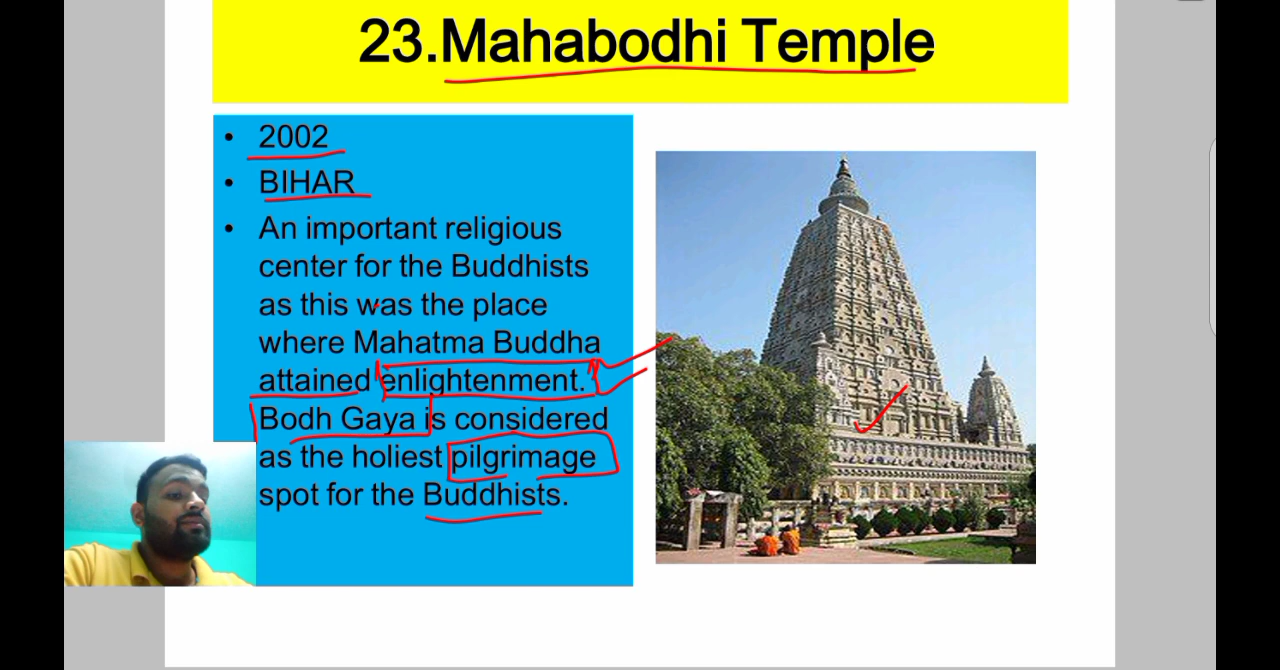 23.Mahabodhi Temple
• 2002
• BIHAR
• An important religious
center for the Buddhists
as this was the place
where Mahatma Buddha
attained enlightenment.
Bodh Gaya is considered
as the holiest pilgrimage
spot for the Buddhists.